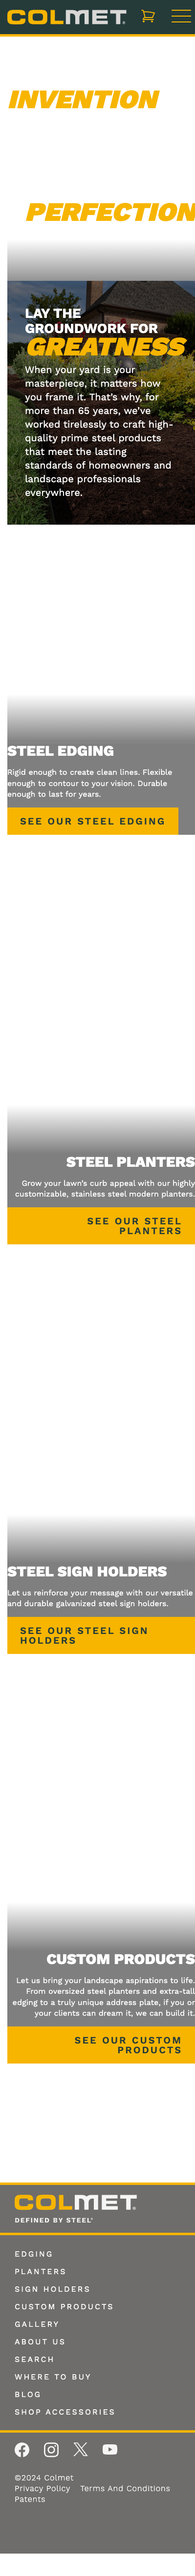 COLMET
INVENTION
PERFECTION
LAY THE
GROUNDWORK FOR
GREATNESS
When your yard is your
masterpiece, it matters how
you frame it. That's why, for
more than 65 years, we've
worked tirelessly to craft high-
quality prime steel products
that meet the standards of homeowners and
landscape professionals
everywhere.
STEEL EDGING
Rigid enough to create clean lines. Flexible
enough to contour to your vision. Durable
enough to last for years.
SEE OUR STEEL EDGING
STEEL PLANTERS
Grow your lawn's curb appeal with our highly
customizable, stainless steel modern planters.
SEE OUR STEEL
PLANTERS
STEEL SIGN HOLDERS
Let us reinforce your message with our versatile
and durable galvanized steel sign holders.
SEE OUR STEEL SIGN
HOLDERS
CUSTOM PRODUCTS
Let us bring your landscape aspirations to life.
From oversized steel planters and extra-tall
edging to a truly unique address plate, if you or
your clients can dream it, we can build it.
SEE OUR CUSTOM
PRODUCTS
COLMET
DEFINED BY STEEL
EDGING
PLANTERS
SIGN HOLDERS
CUSTOM PRODUCTS
GALLERY
ABOUT US
SEARCH
WHERE TO BUY
BLOG
SHOP ACCESSORIES
©2024 Colmet
Privacy Policy Terms And Conditions
Patents